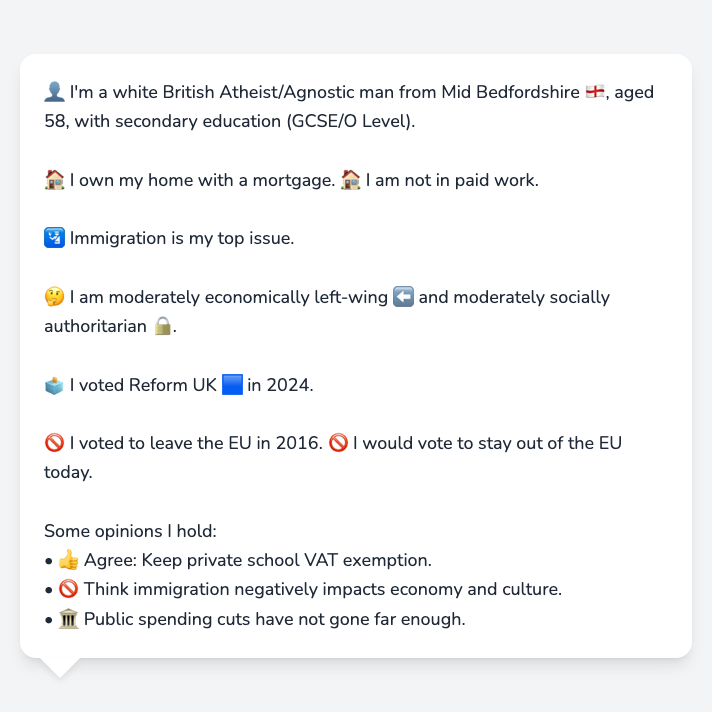 👤 I'm a white British Atheist/Agnostic man from Mid Bedfordshire 🏴󠁧󠁢󠁥󠁮󠁧󠁿, aged
58, with secondary education (GCSE/O Level).
🏠 I own my home with a mortgage. 🏠 I am not in paid work.
🛂 Immigration is my top issue.
🤔 I am moderately economically left-wing ⬅️ and moderately socially
authoritarian 🔒.
🗳️ I voted Reform UK 🟦 in 2024.
🚫 I voted to leave the EU in 2016. 🚫 I would vote to stay out of the EU
today.
Some opinions I hold:
• 👍 Agree: Keep private school VAT exemption.
• 🚫 Think immigration negatively impacts economy and culture.
• 🏛️ Public spending cuts have not gone far enough.